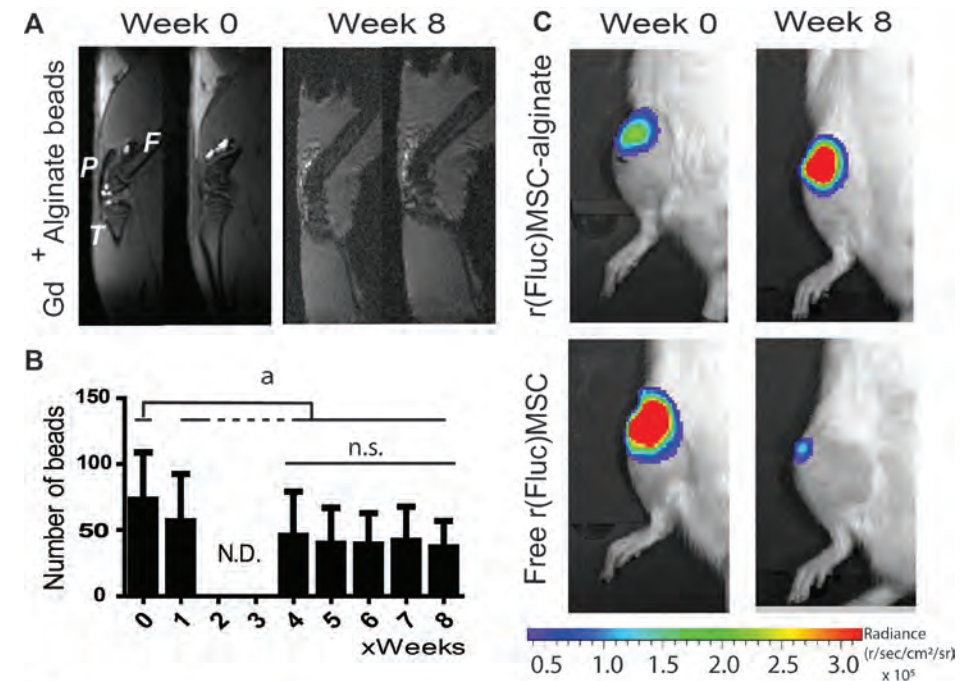 A
Week 0
Week 8
Gd + Alginate beads
P
F
T
B
a
n.s.
N.D.
Number of beads
150
100
50
0
0 1 2 3 4 5 6 7 8
xWeeks
C
Week 0
Week 8
r(Fluc)MSC-alginate
Free r(Fluc)MSC
0.5 1.0 1.5 2.0 2.5 3.0
Radiance
(r/sec/cm²/sr)
x 10⁵